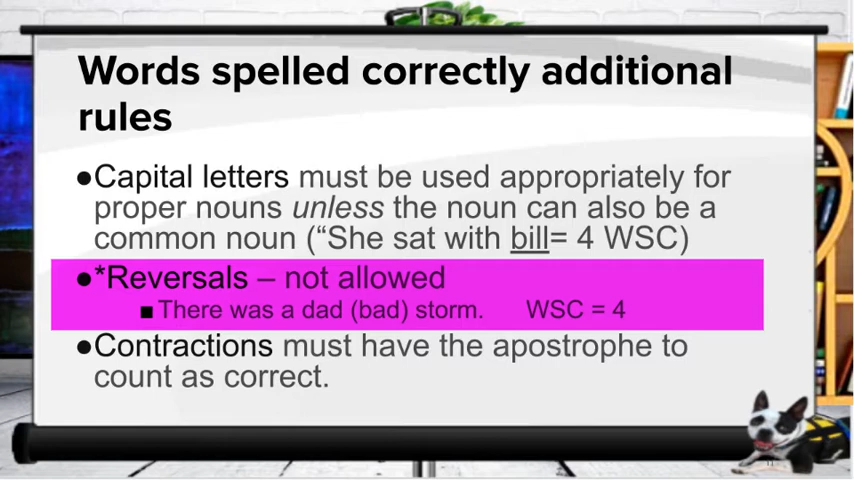 Words spelled correctly additional
rules
●Capital letters must be used appropriately for
proper nouns unless the noun can also be a
common noun (“She sat with bill= 4 WSC)
●*Reversals – not allowed
■ There was a dad (bad) storm. WSC = 4
●Contractions must have the apostrophe to
count as correct.
11